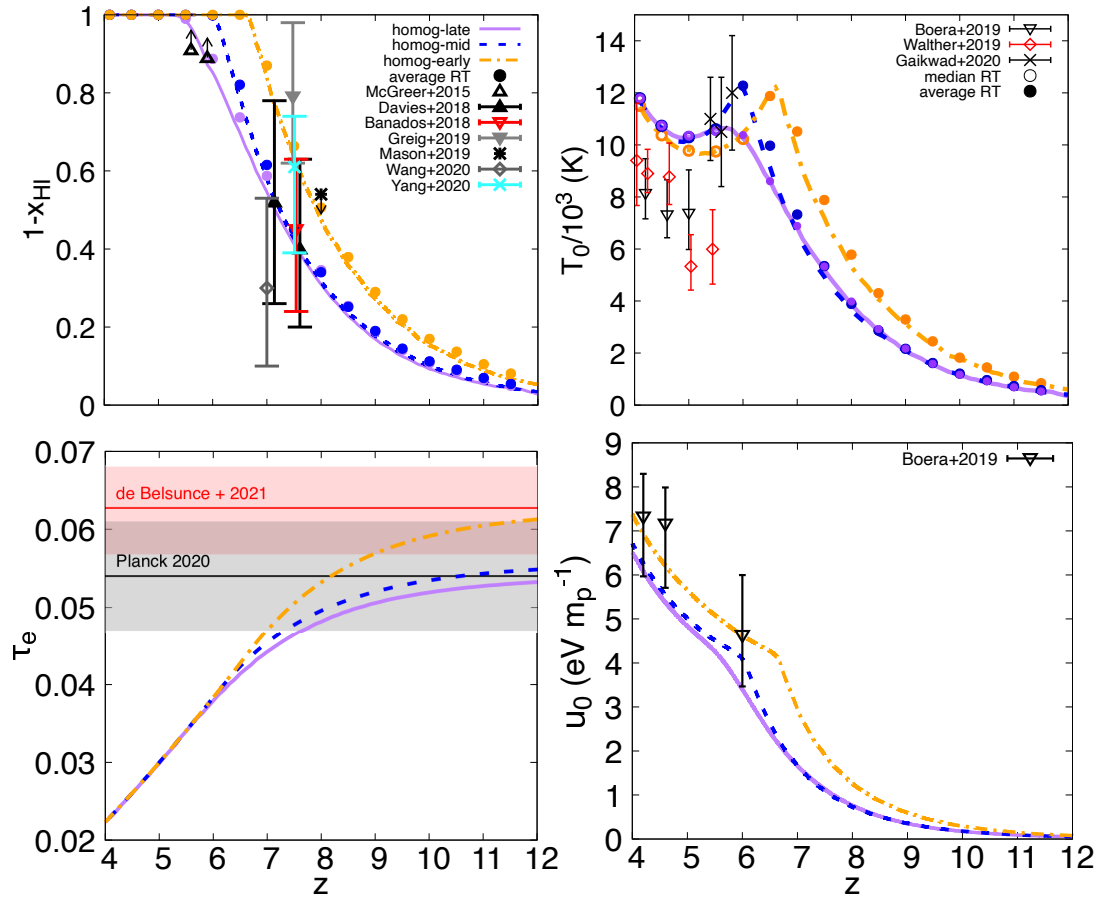 1
0.8
0.6
0.4
0.2
0
1-xHI
homog-late
homog-mid
homog-early
average RT
McGreer+2015
Davies+2018
Banados+2018
Greig+2019
Mason+2019
Wang+2020
Yang+2020
14
12
10
8
6
4
2
0
T0/10^3 (K)
Boera+2019
Walther+2019
Gaikwad+2020
median RT
average RT
0.07
0.06
0.05
0.04
0.03
0.02
τe
de Belsunce + 2021
Planck 2020
4 5 6 7 8 9 10 11 12
z
9
8
7
6
5
4
3
2
1
0
u0 (eV mp^-1)
Boera+2019
4 5 6 7 8 9 10 11 12
z